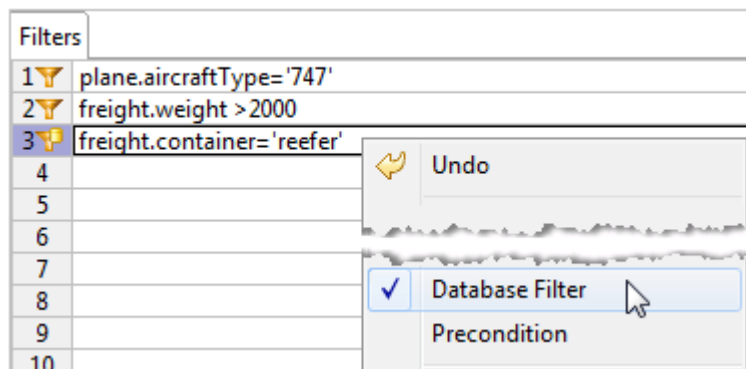 Filters
1 plane.aircraftType='747'
2 freight.weight >2000
3 freight.container='reefer'
Undo
4
5
6
7
8 Database Filter
9 Precondition
10